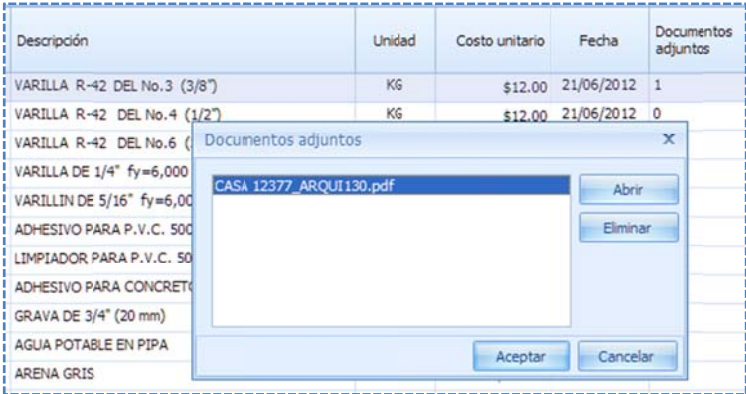 Descripción Unidad Costo unitario Fecha Documentos adjuntos
VARILLA R-42 DEL No.3 (3/8") KG $12.00 21/06/2012 1
VARILLA R-42 DEL No.4 (1/2") KG $12.00 21/06/2012 0
VARILLA R-42 DEL No.6 (
Documentos adjuntos x
VARILLA DE 1/4" fy=6,000
CASA 12377_ARQUI130.pdf Abrir
VARILLIN DE 5/16" fy=6,00
ADHESIVO PARA P.V.C. 500 Eliminar
LIMPIADOR PARA P.V.C. 50
ADHESIVO PARA CONCRETO
GRAVA DE 3/4" (20 mm)
AGUA POTABLE EN PIPA
Aceptar Cancelar
ARENA GRIS